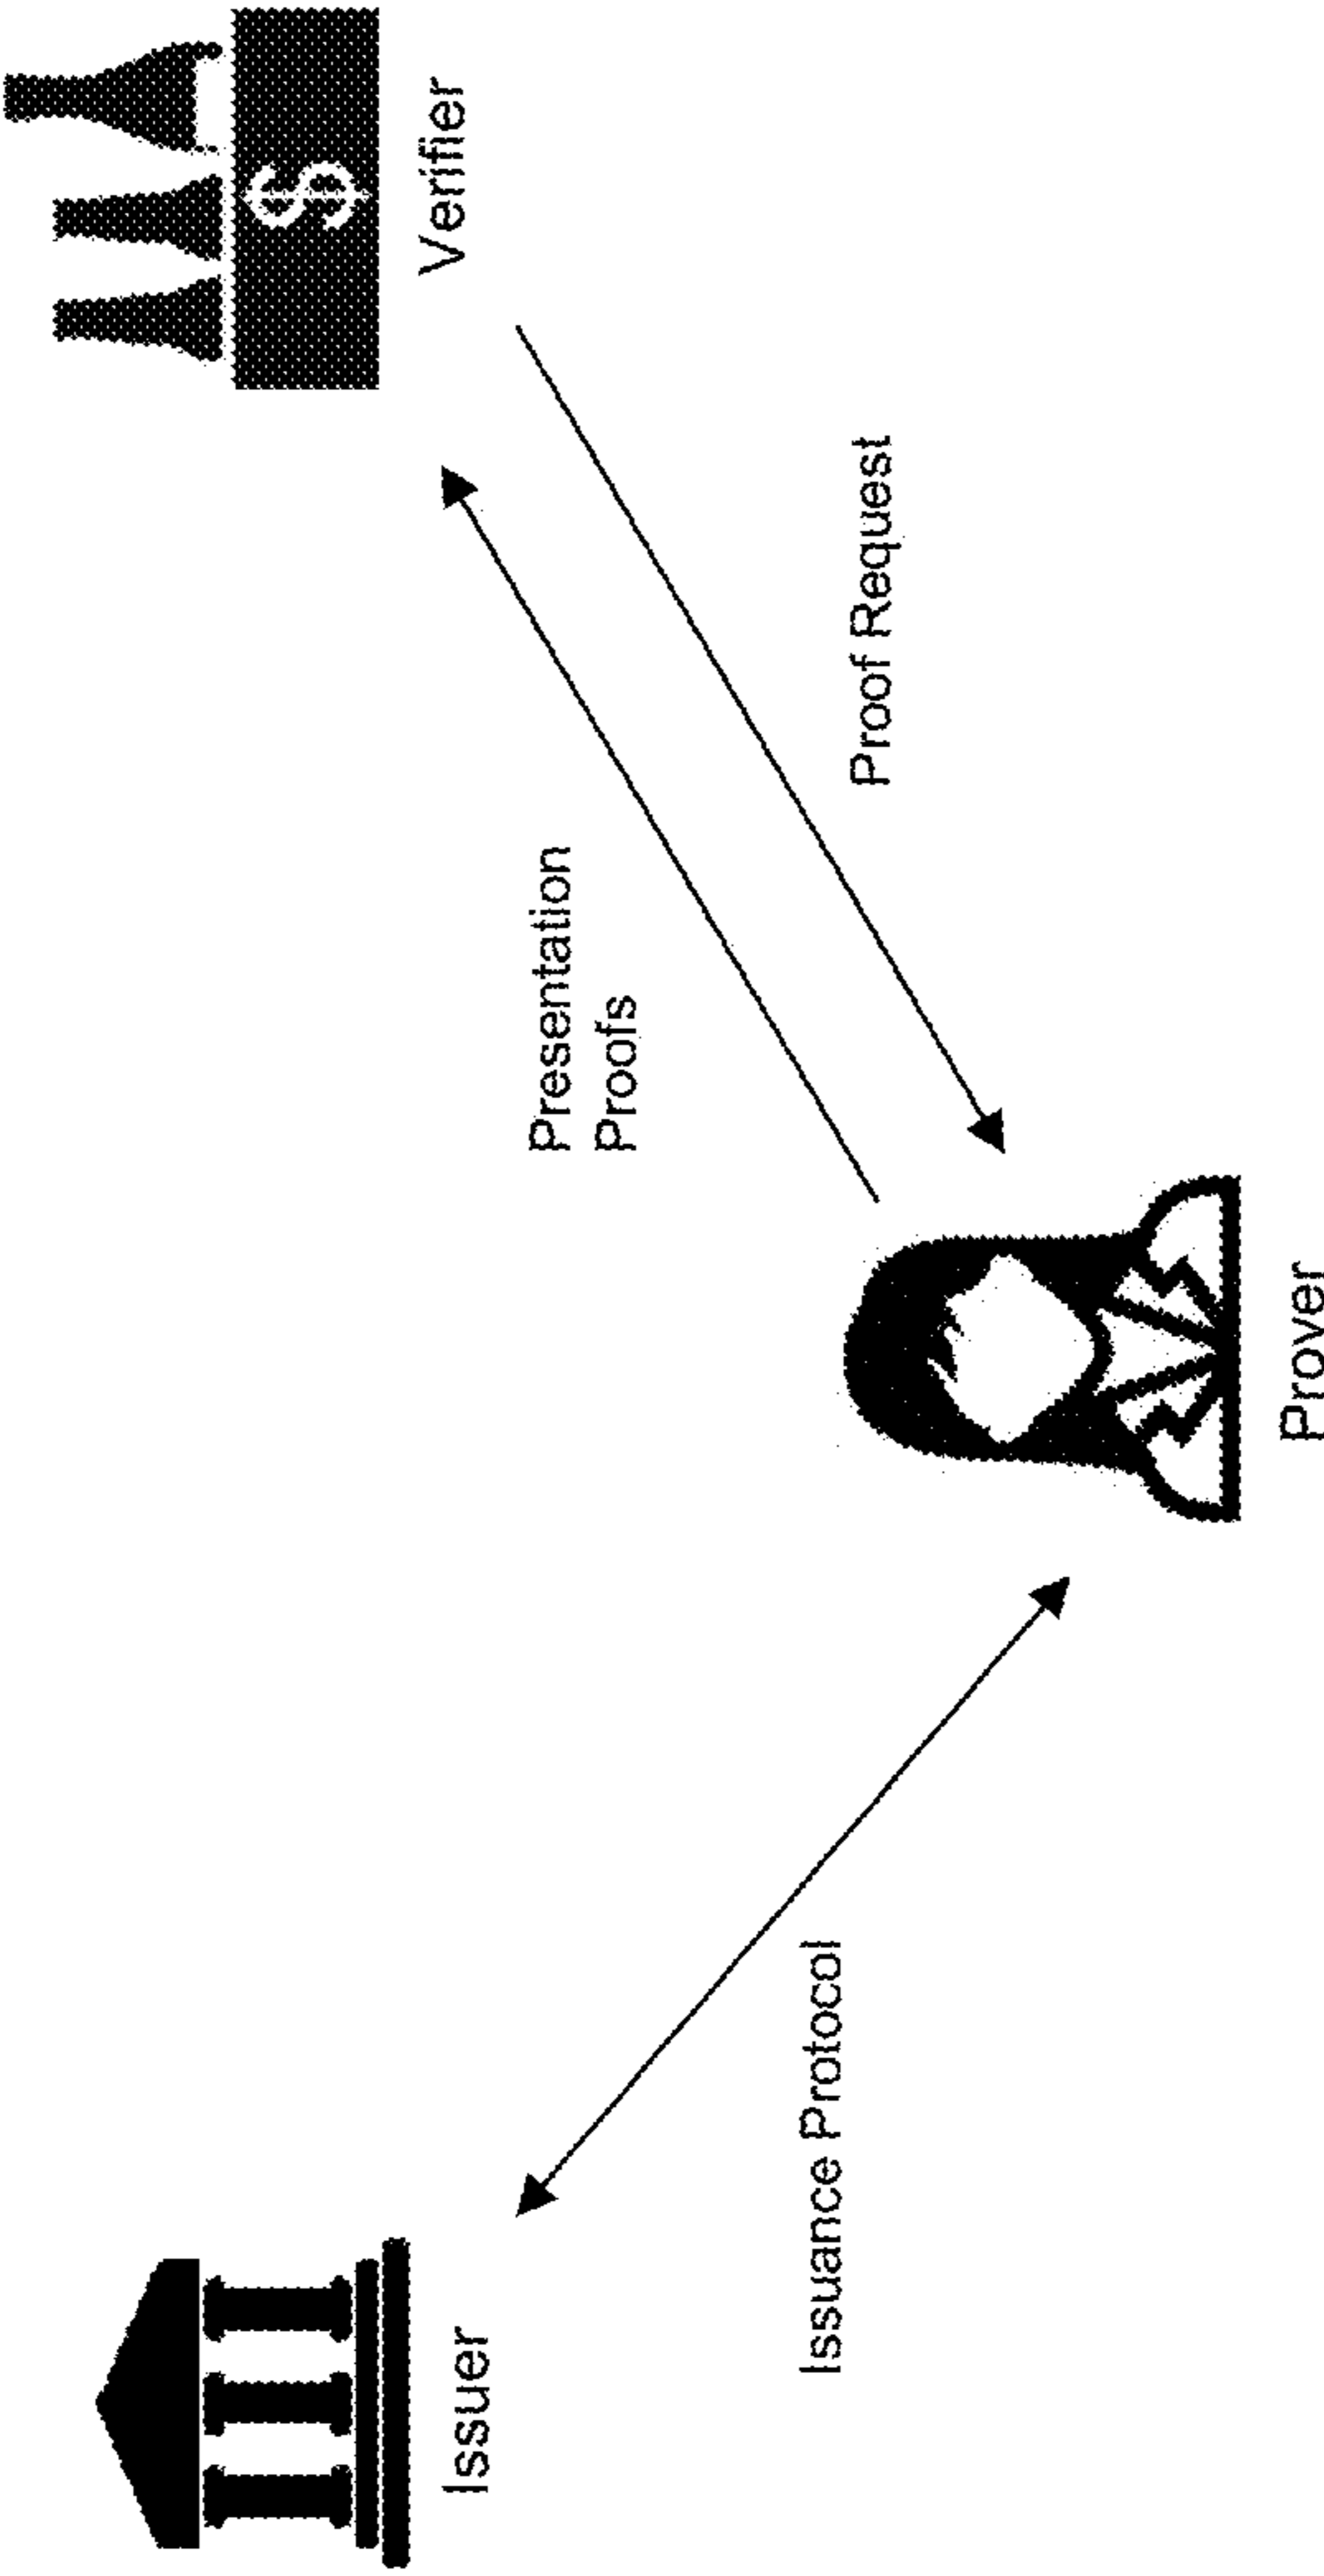 Issuer
Verifier
Presentation
Proofs
Issuance Protocol
Proof Request
$
Prover